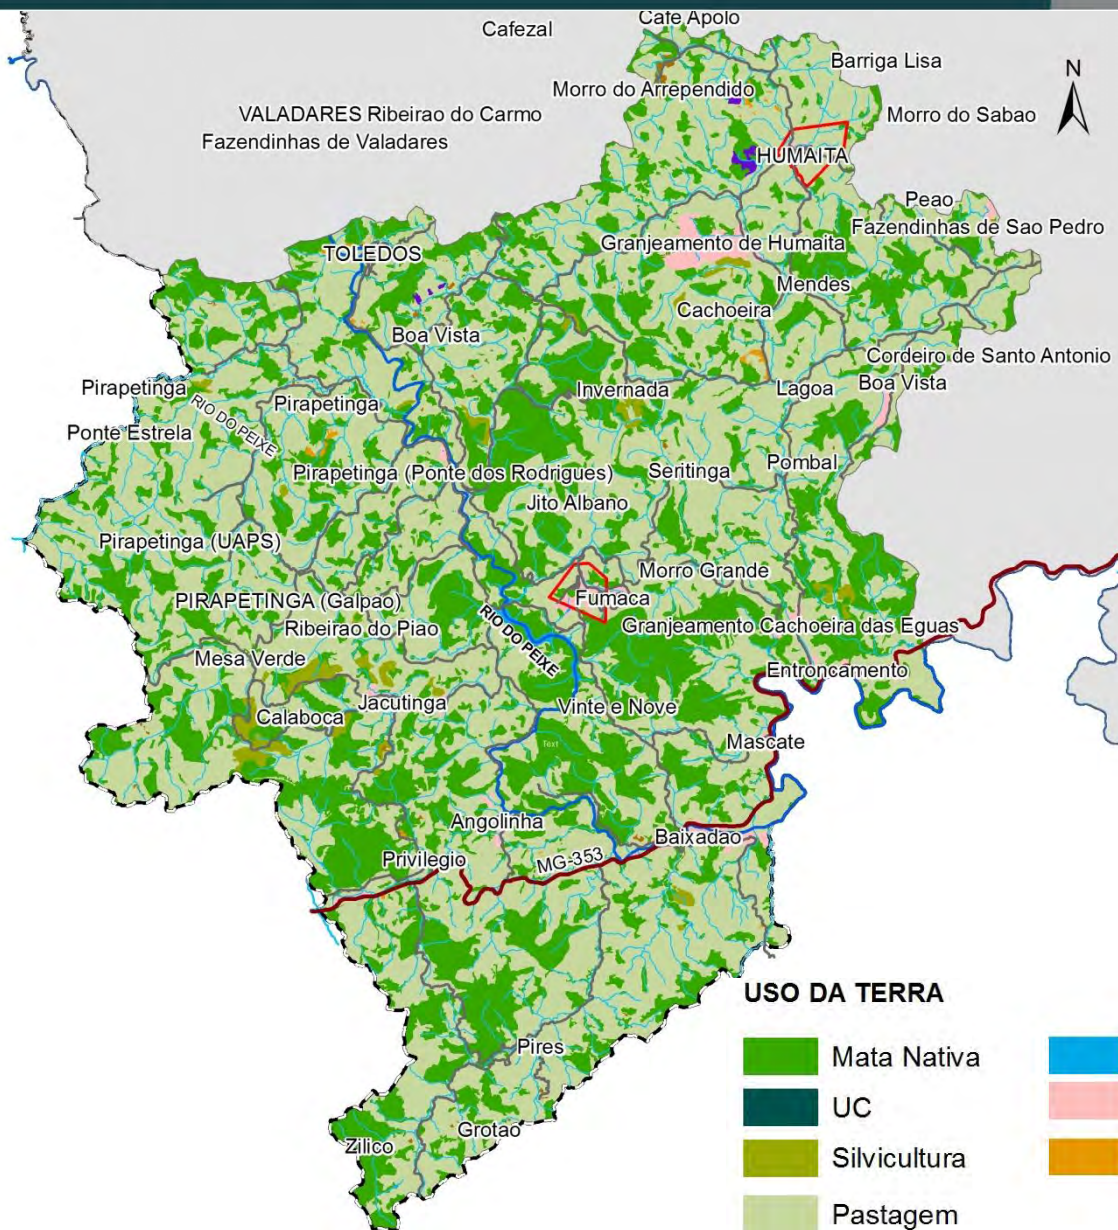 Cafe Apolo
Cafezal
Barriga Lisa
N
Morro do Arrependido
VALADARES Ribeirao do Carmo
Morro do Sabao
Fazendinhas de Valadares
HUMAITA
Peao
Fazendinhas de Sao Pedro
Granjeamento de Humaita
TOLEDOS
Mendes
Cachoeira
Boa Vista
Cordeiro de Santo Antonio
Pirapetinga
Invernada
Lagoa
Boa Vista
Pirapetinga
RIO DO PEIXE
Ponte Estrela
Pirapetinga (Ponte dos Rodrigues)
Seritinga
Pombal
Jito Albano
Pirapetinga (UAPS)
Morro Grande
PIRAPETINGA (Galpao)
Fumaca
RIO DO PEIXE
Ribeirao do Piao
Granjeamento Cachoeira das Eguas
Mesa Verde
Entroncamento
Jacutinga
Vinte e Nove
Calaboca
Text
Mascate
Angolinha
Baixadao
Privilegio
MG-353
USO DA TERRA
Pires
Mata Nativa
UC
Grotao
Zilico
Silvicultura
Pastagem